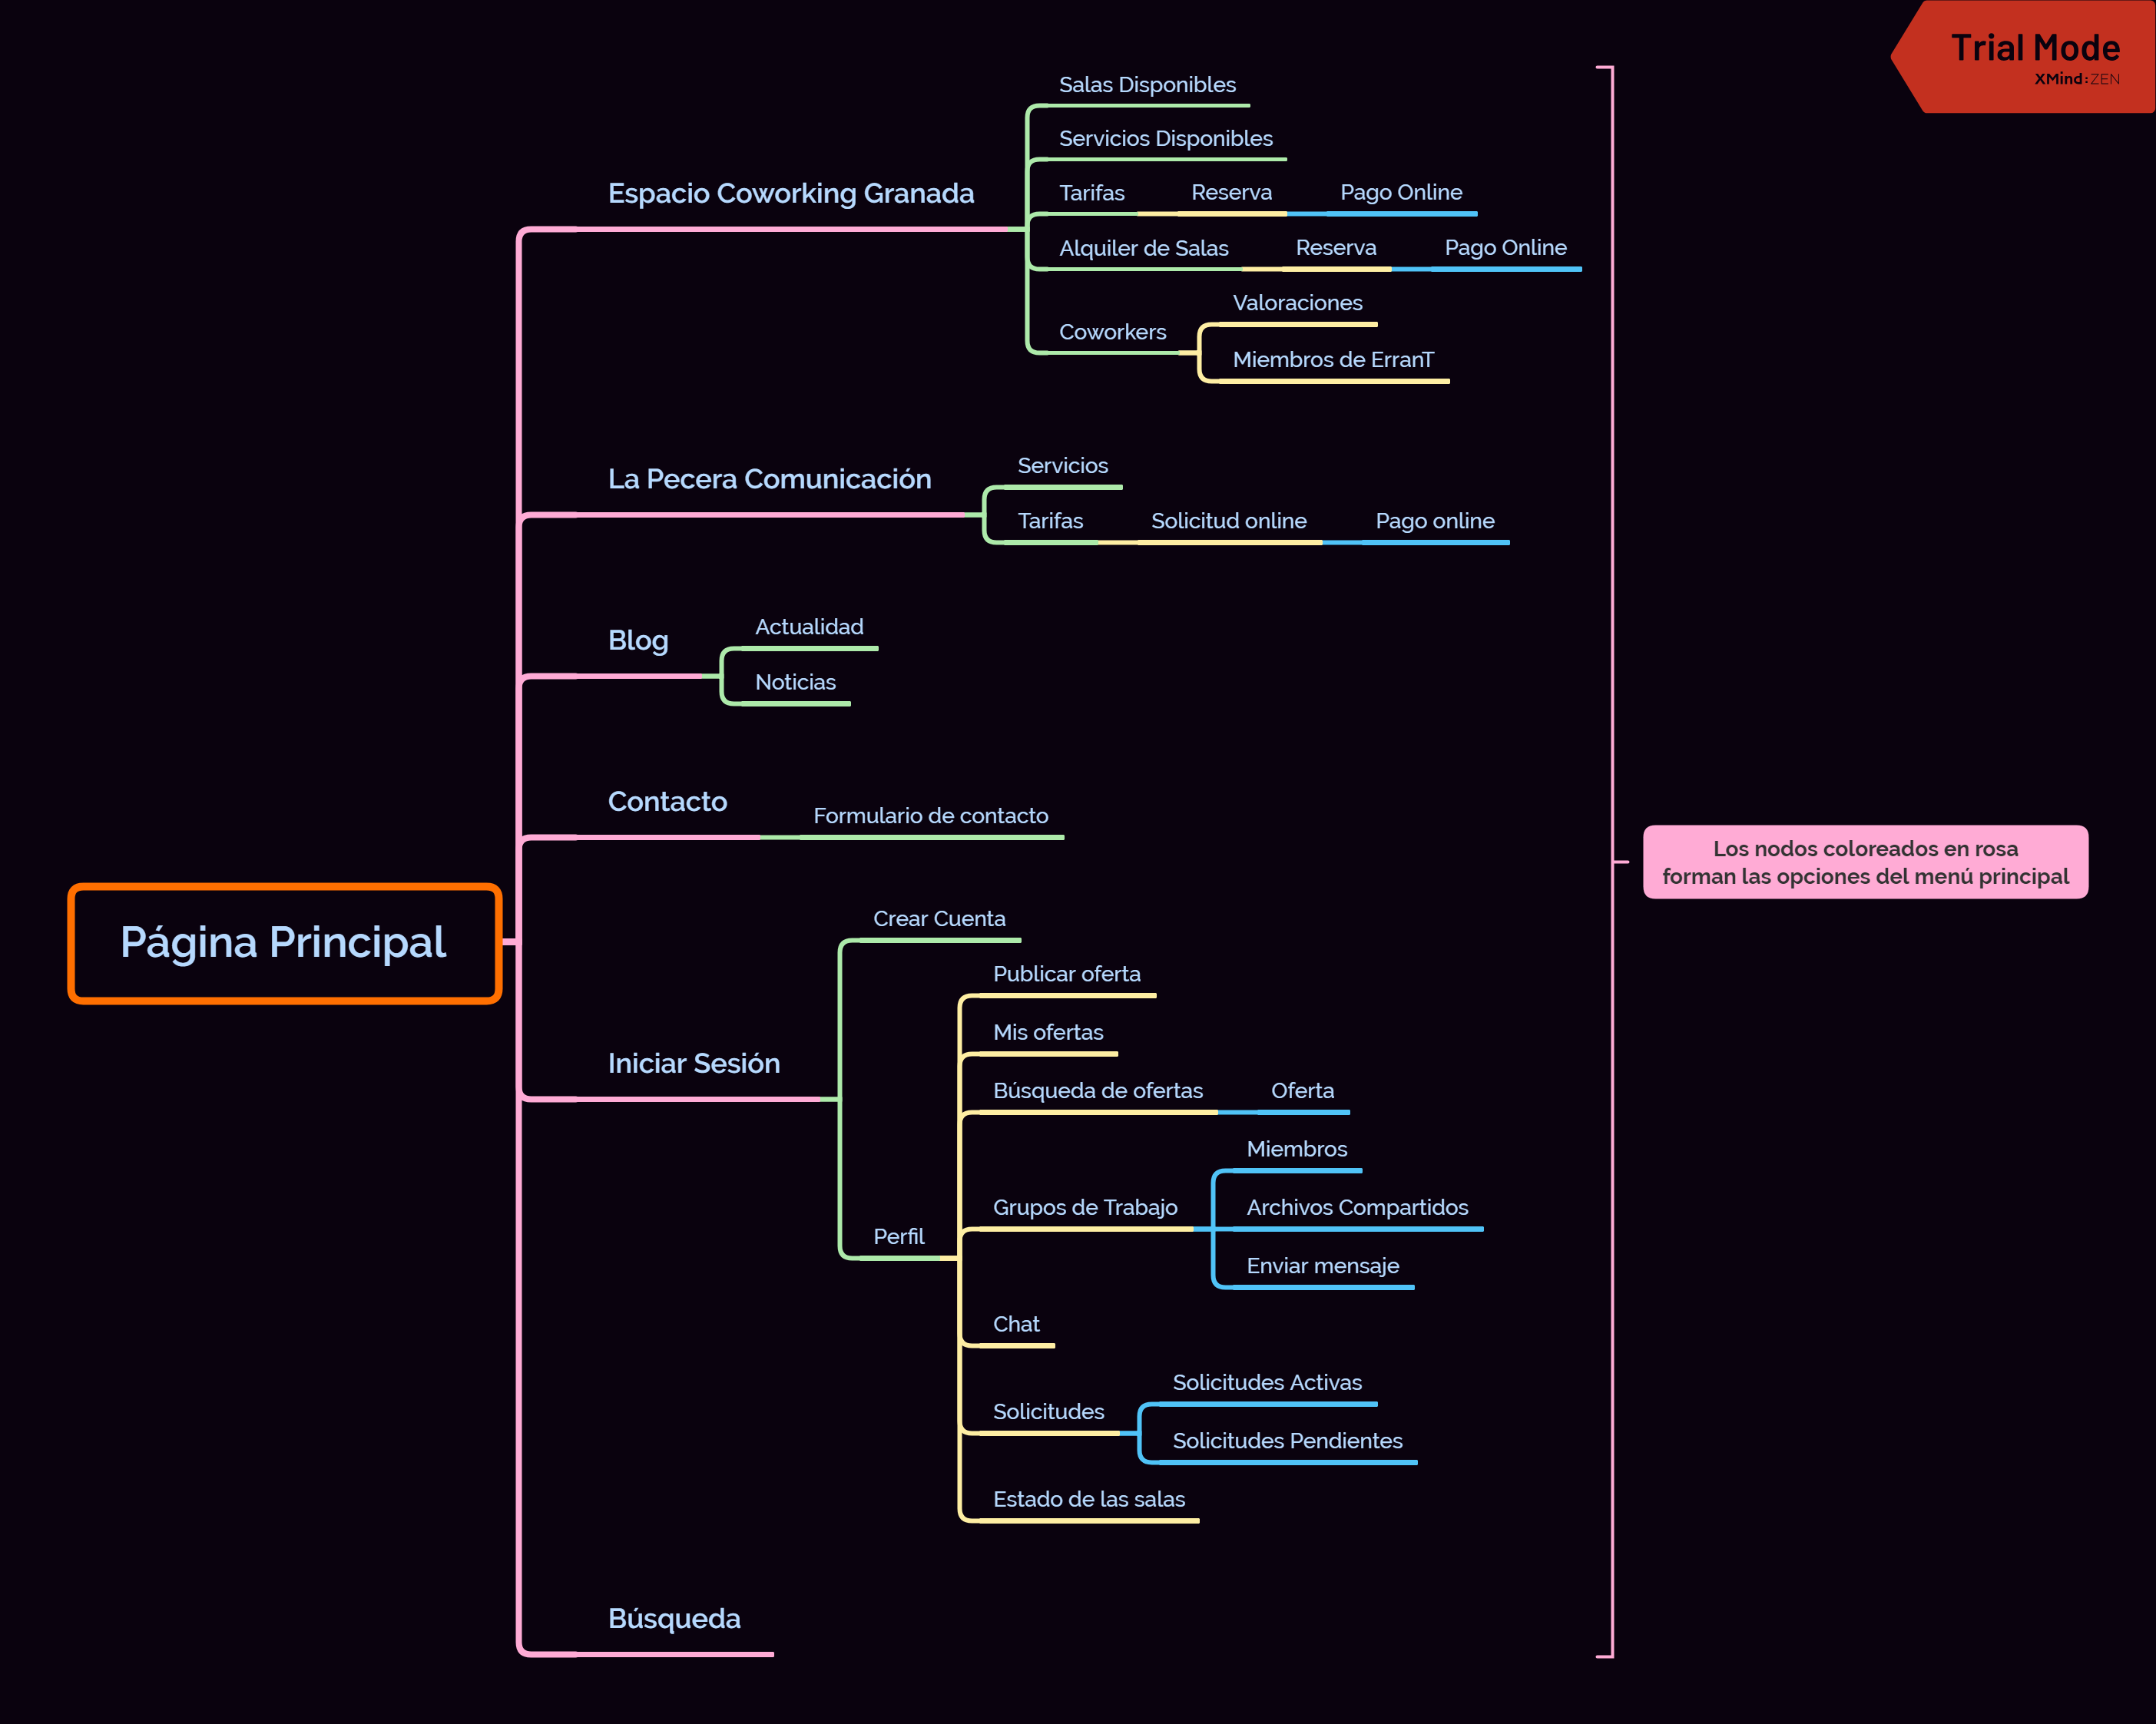 Trial Mode
XMind:ZEN
Página Principal
Espacio Coworking Granada
Salas Disponibles
Servicios Disponibles
Tarifas
Reserva
Pago Online
Alquiler de Salas
Reserva
Pago Online
Coworkers
Valoraciones
Miembros de ErranT
La Pecera Comunicación
Servicios
Tarifas
Solicitud online
Pago online
Blog
Actualidad
Noticias
Contacto
Formulario de contacto
Iniciar Sesión
Crear Cuenta
Perfil
Publicar oferta
Mis ofertas
Búsqueda de ofertas
Oferta
Grupos de Trabajo
Miembros
Archivos Compartidos
Enviar mensaje
Chat
Solicitudes
Solicitudes Activas
Solicitudes Pendientes
Estado de las salas
Búsqueda
Los nodos coloreados en rosa
forman las opciones del menú principal